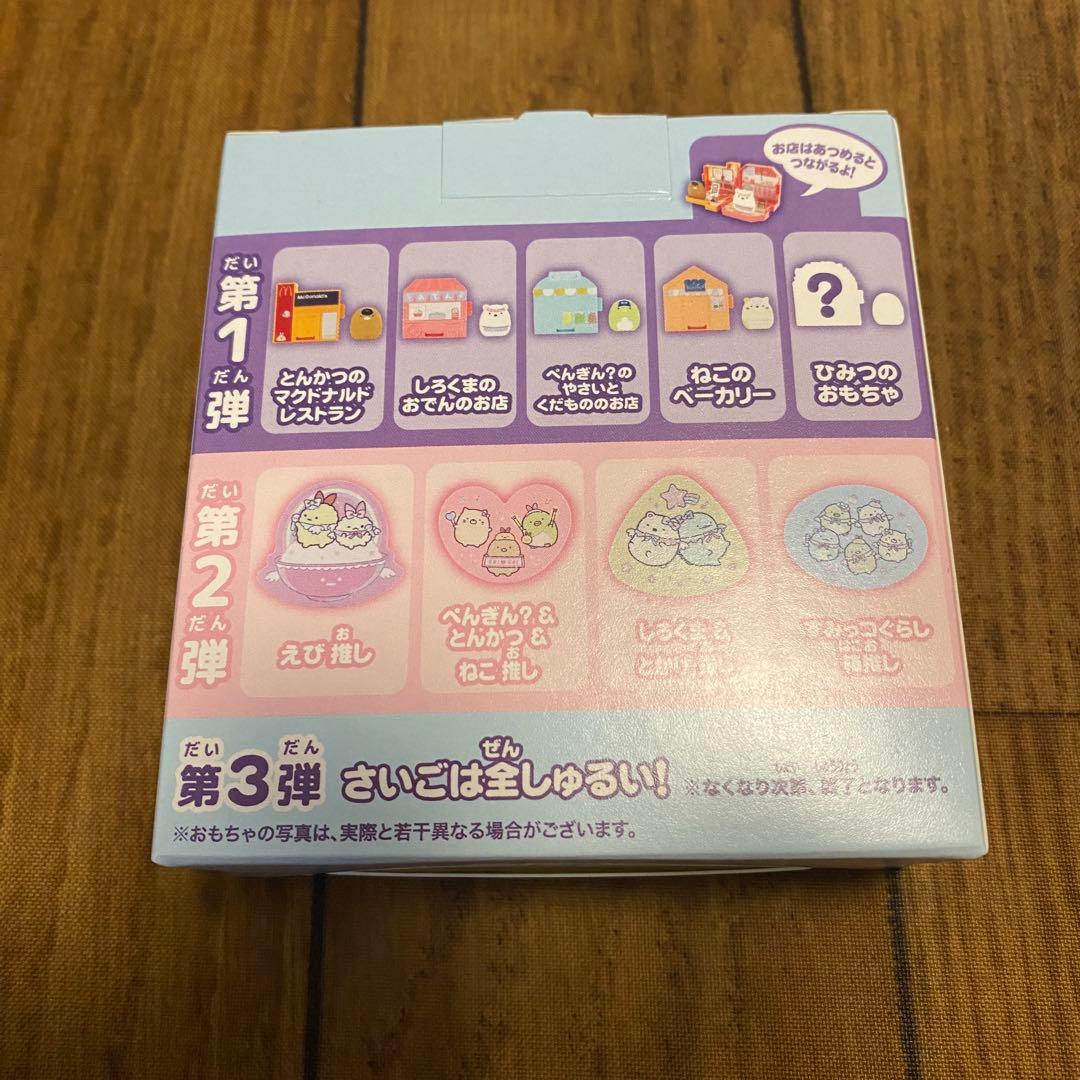 お店はあつめると
つながるよ!
だい
第1弾
だん
McDonald's
とんかつの
マクドナルド
レストラン
おでん
しろくまの
おでんのお店
ぺんぎん?の
やさいと
くだもののお店
ねこの
ベーカリー
?
ひみつの
おもちゃ
だい
第2弾
だん
お
えび推し
ぺんぎん?&
とんかつ&
お
ねこ推し
しろくま&
とかげ推し
すみっコぐらし
はこお
箱推し
だい だん
第3弾
ぜん
さいごは全しゅるい!
※なくなり次第、終了となります。
※おもちゃの写真は、実際と若干異なる場合がございます。